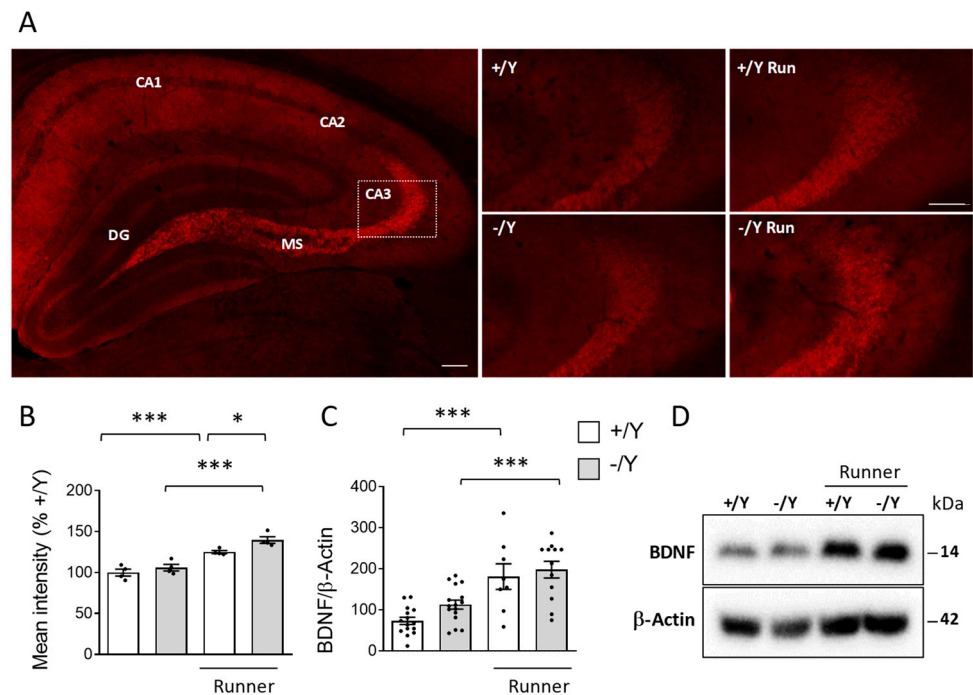 A
CA1
CA2
CA3
DG
MS
+/Y
+/Y Run
-/Y
-/Y Run
B
***
*
***
Mean intensity (% +/Y)
200
150
100
50
0
Runner
C
***
***
BDNF/β-Actin
400
300
200
100
0
Runner
+/Y
-/Y
D
Runner
+/Y -/Y +/Y -/Y kDa
BDNF –14
β-Actin –42